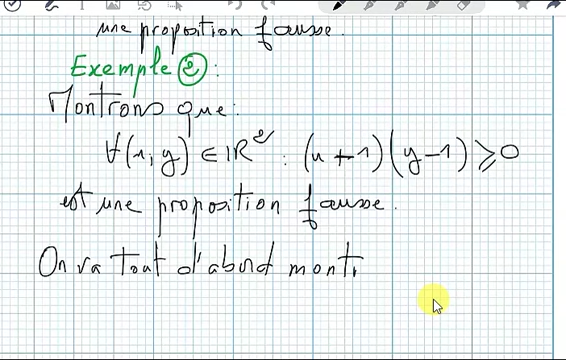 une proposition fausse.
Exemple ②:
Montrons que:
∀(x,y) ∈ ℝ² : (x+1)(y-1) ≥ 0
est une proposition fausse.
On va tout d'abord montr